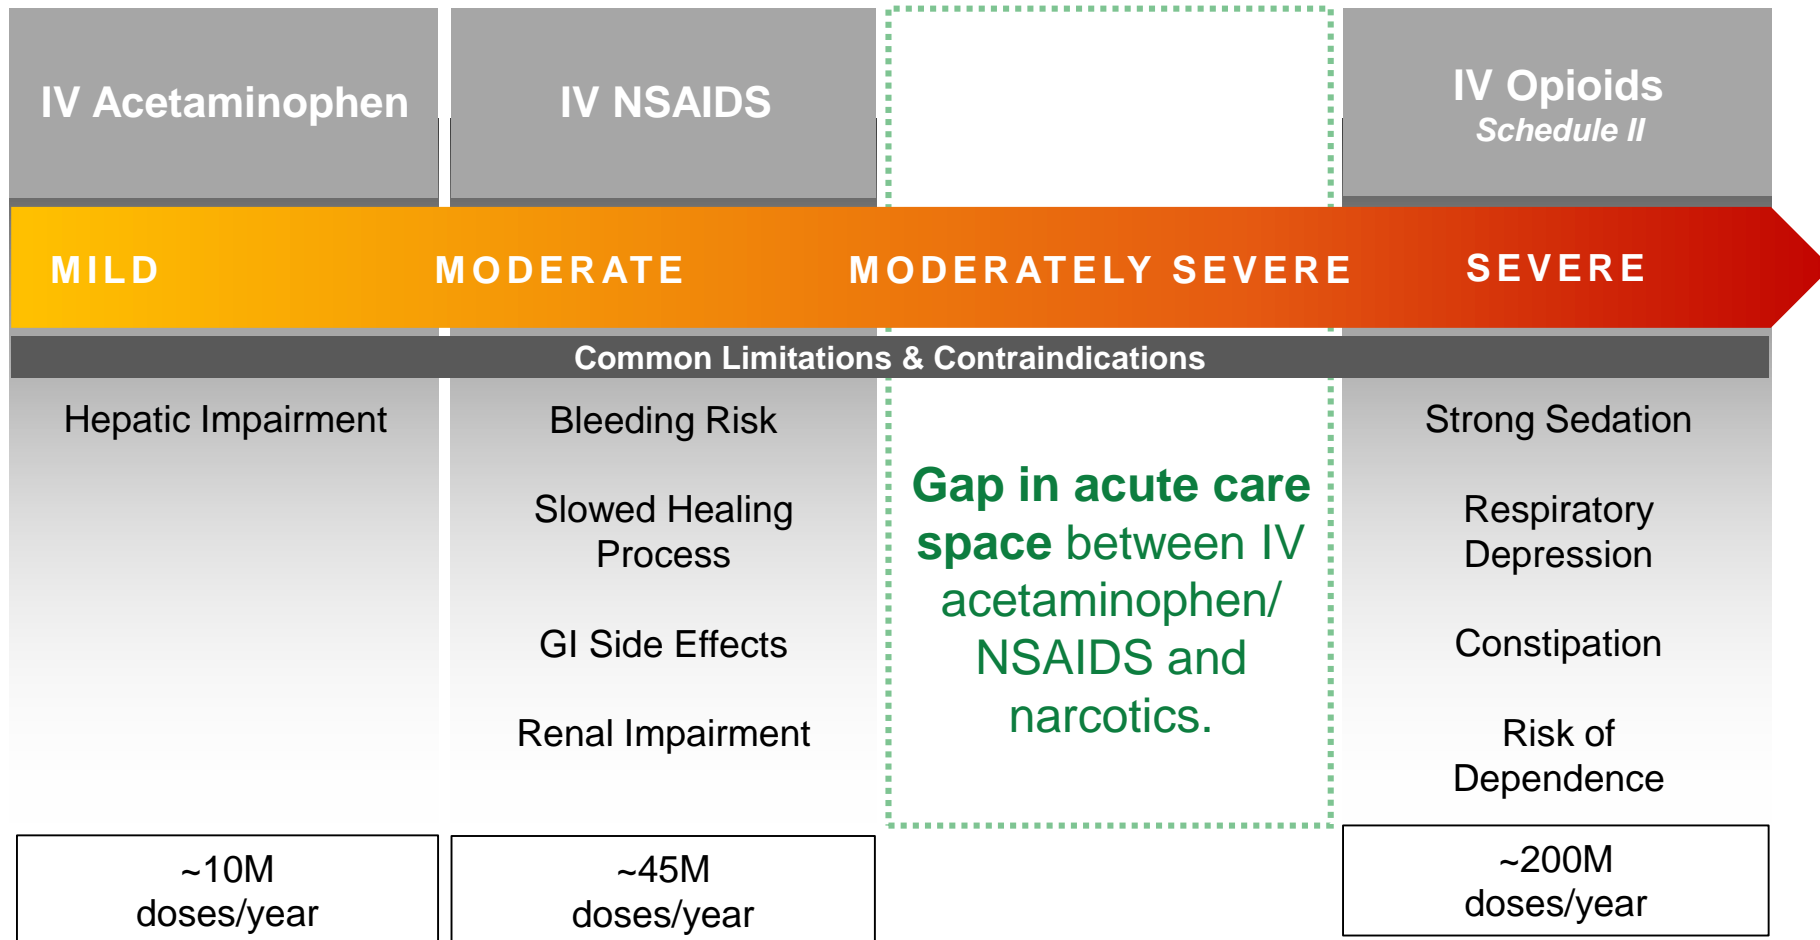 IV Acetaminophen
IV NSAIDS
IV Opioids
Schedule II
MILD
MODERATE
MODERATELY SEVERE
SEVERE
Common Limitations & Contraindications
Hepatic Impairment
Bleeding Risk
Slowed Healing
Process
GI Side Effects
Renal Impairment
Gap in acute care
space between IV
acetaminophen/
NSAIDS and
narcotics.
Strong Sedation
Respiratory
Depression
Constipation
Risk of
Dependence
~10M
doses/year
~45M
doses/year
~200M
doses/year